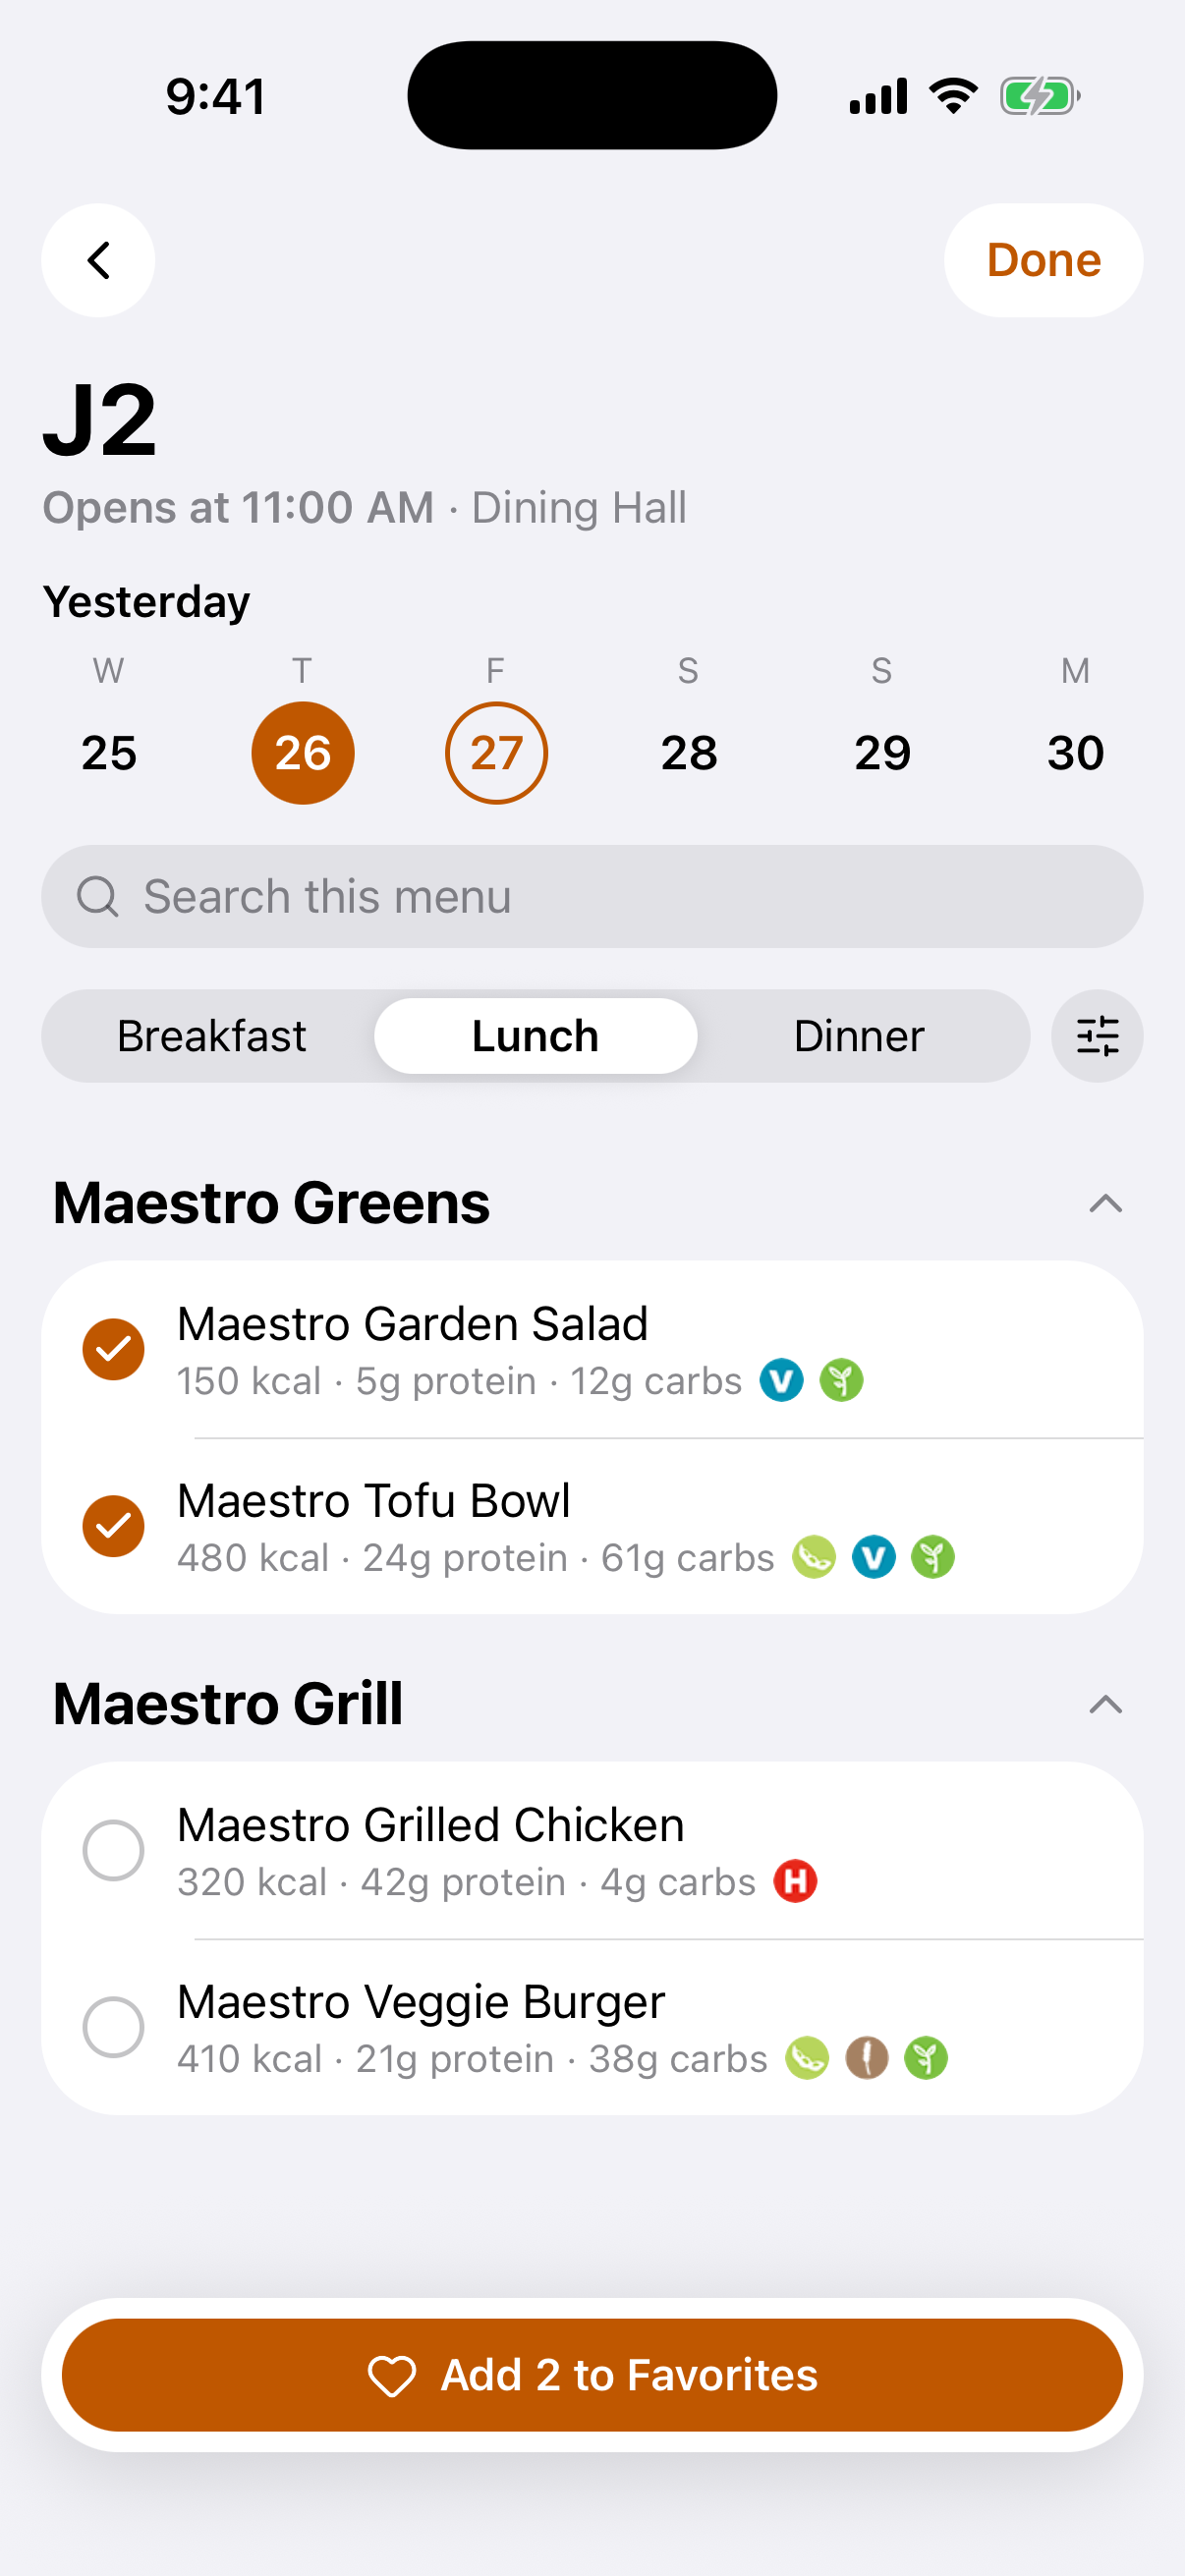 9:41
Done
J2
Opens at 11:00 AM · Dining Hall
Yesterday
W T F S S M
25 26 27 28 29 30
Search this menu
Breakfast Lunch Dinner
Maestro Greens
Maestro Garden Salad
150 kcal · 5g protein · 12g carbs V
Maestro Tofu Bowl
480 kcal · 24g protein · 61g carbs V
Maestro Grill
Maestro Grilled Chicken
320 kcal · 42g protein · 4g carbs H
Maestro Veggie Burger
410 kcal · 21g protein · 38g carbs
Add 2 to Favorites